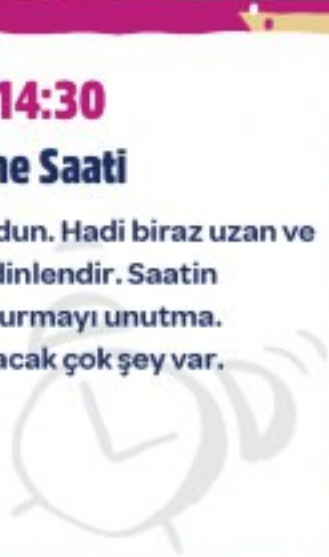 14:30
ne Saati
dun. Hadi biraz uzan ve
dinlendir. Saatin
urmayı unutma.
acak çok şey var.